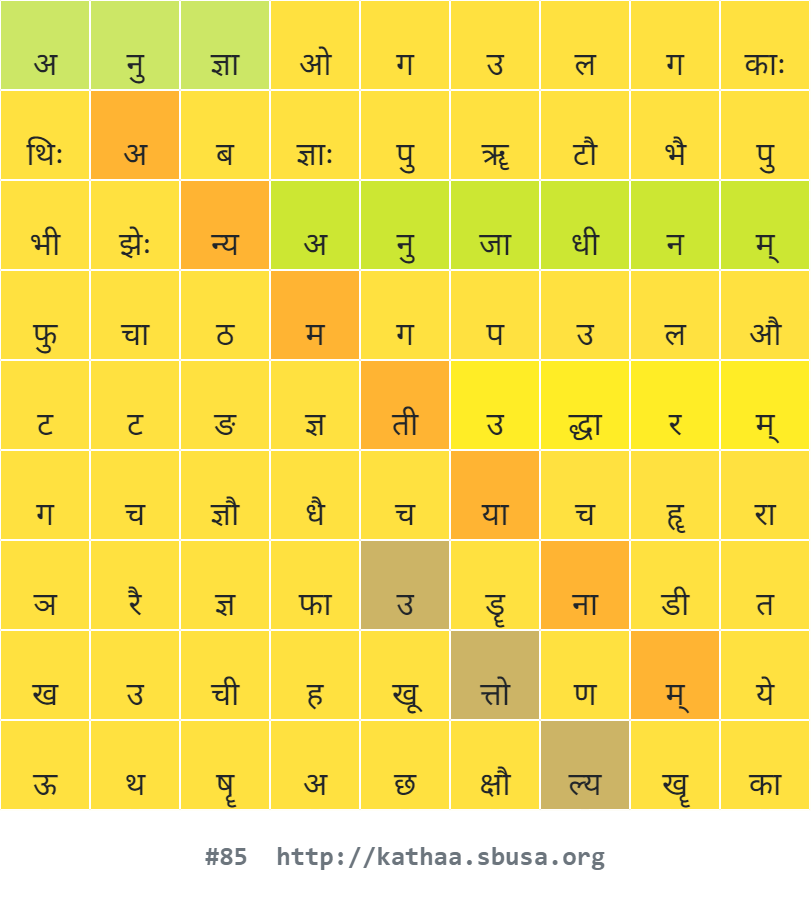 अ नु ज्ञा ओ ग उ ल ग काः
थिः अ ब ज्ञाः पु ॠ टौ भै पु
भी झेः न्य अ नु जा धी न म्
फु चा ठ म ग प उ ल औ
ट ट ङ ज्ञ ती उ द्धा र म्
ग च ज्ञौ धै च या च हॄ रा
ञ रै ज्ञ फा उ डॄ ना डी त
ख उ ची ह खू त्तो ण म् ये
ऊ थ षॄ अ छ क्षौ ल्य खॄ का
#85 http://kathaa.sbusa.org